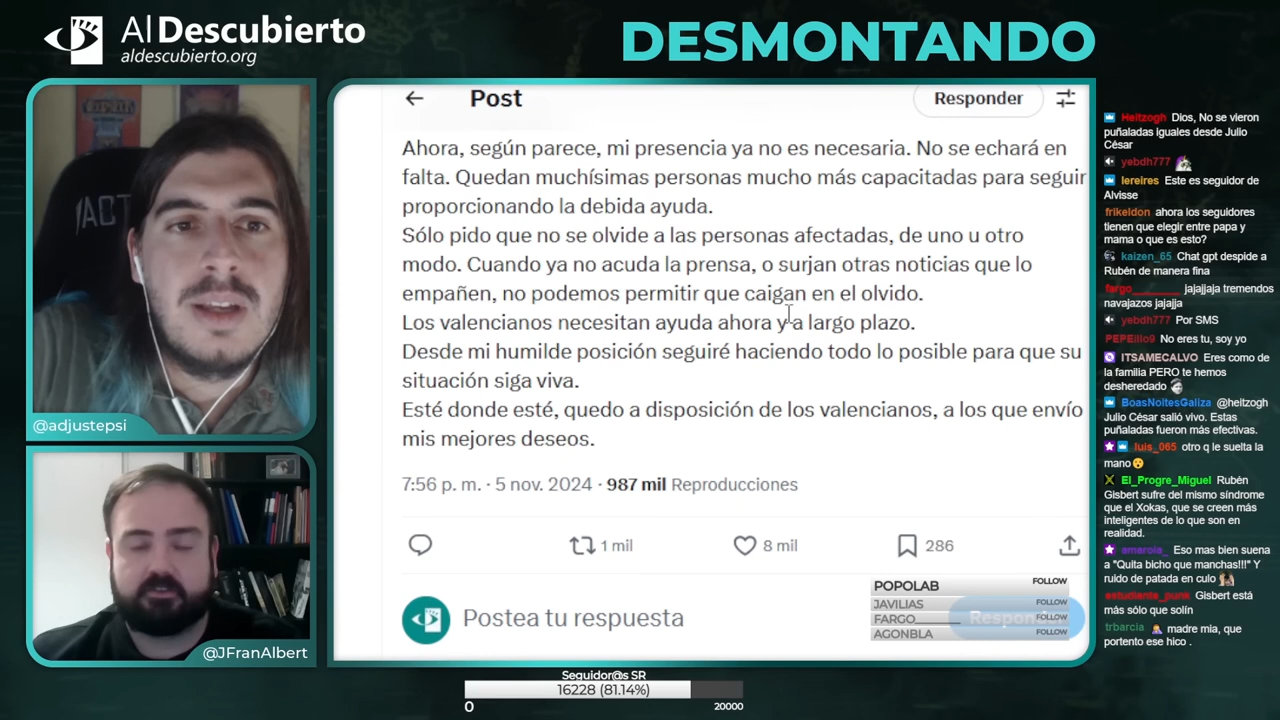 Al Descubierto
aldescubierto.org
DESMONTANDO
@adjustepsi
@JFranAlbert
Post
Responder
Ahora, según parece, mi presencia ya no es necesaria. No se echará en
falta. Quedan muchísimas personas mucho más capacitadas para seguir
proporcionando la debida ayuda.
Sólo pido que no se olvide a las personas afectadas, de uno u otro
modo. Cuando ya no acuda la prensa, o surjan otras noticias que lo
empañen, no podemos permitir que caigan en el olvido.
Los valencianos necesitan ayuda ahora y a largo plazo.
Desde mi humilde posición seguiré haciendo todo lo posible para que su
situación siga viva.
Esté donde esté, quedo a disposición de los valencianos, a los que envío
mis mejores deseos.
7:56 p. m. · 5 nov. 2024 · 987 mil Reproducciones
1 mil
8 mil
286
Postea tu respuesta
POPOLAB FOLLOW
JAVILIAS FOLLOW
FARGO________ FOLLOW
AGONBLA FOLLOW
Heitzogh Dios, No se vieron
puñaladas iguales desde Julio
César
yebdh777
lereires Este es seguidor de
Alvisse
frikeidon ahora los seguidores
tienen que elegir entre papa y
mama o que es esto?
kaizen_65 Chat gpt despide a
Rubén de manera fina
fargo________ jajajjaja tremendos
navajazos jajajja
yebdh777 Por SMS
PEPElilo9 No eres tu, soy yo
ITSAMECALVO Eres como de
la familia PERO te hemos
desheredado
BoasNoitesGaliza @heitzogh
Julio César salió vivo. Estas
puñaladas fueron más efectivas.
luis_065 otro q le suelta la
mano
El_Progre_Miguel Rubén
Gisbert sufre del mismo síndrome
que el Xokas, que se creen más
inteligentes de lo que son en
realidad.
amarola_ Eso mas bien suena
a "Quita bicho que manchas!!!" Y
ruido de patada en culo
estudiante_punk Gisbert está
más sólo que solín
trbarcia madre mia, que
portento ese hico .
Seguidor@s SR
16228 (81.14%)
0
20000